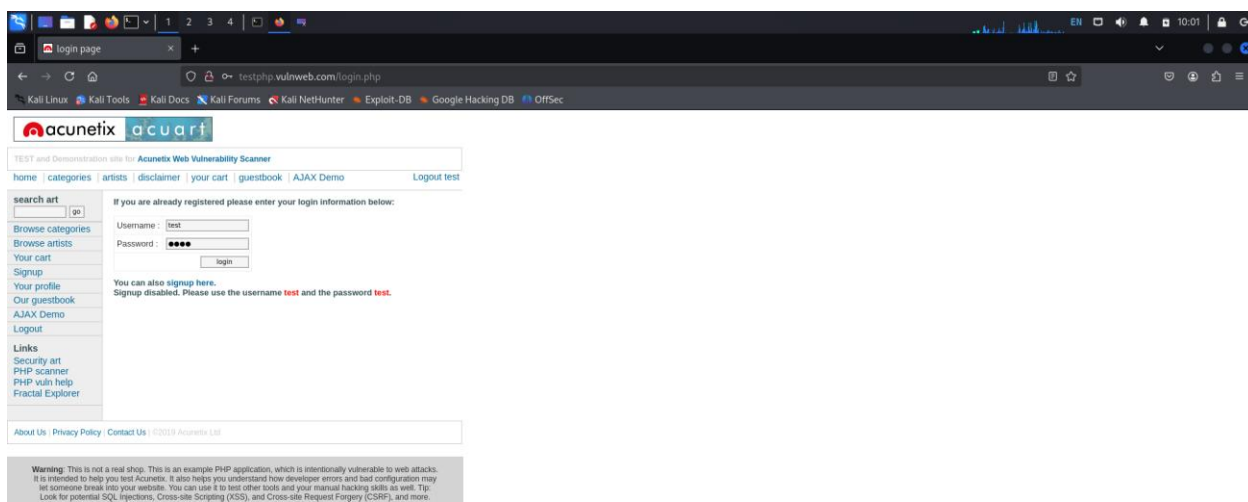 1 2 3 4
EN 10:01
login page
testphp.vulnweb.com/login.php
Kali Linux Kali Tools Kali Docs Kali Forums Kali NetHunter Exploit-DB Google Hacking DB OffSec
acunetix acuart
TEST and Demonstration site for Acunetix Web Vulnerability Scanner
home | categories | artists | disclaimer | your cart | guestbook | AJAX Demo Logout test
search art
go
Browse categories
Browse artists
Your cart
Signup
Your profile
Our guestbook
AJAX Demo
Logout
Links
Security art
PHP scanner
PHP vuln help
Fractal Explorer
If you are already registered please enter your login information below:
Username : test
Password : ●●●●
login
You can also signup here.
Signup disabled. Please use the username test and the password test.
About Us | Privacy Policy | Contact Us | ©2019 Acunetix Ltd
Warning: This is not a real shop. This is an example PHP application, which is intentionally vulnerable to web attacks.
It is intended to help you test Acunetix. It also helps you understand how developer errors and bad configuration may
let someone break into your website. You can use it to test other tools and your manual hacking skills as well. Tip:
Look for potential SQL Injections, Cross-site Scripting (XSS), and Cross-site Request Forgery (CSRF), and more.